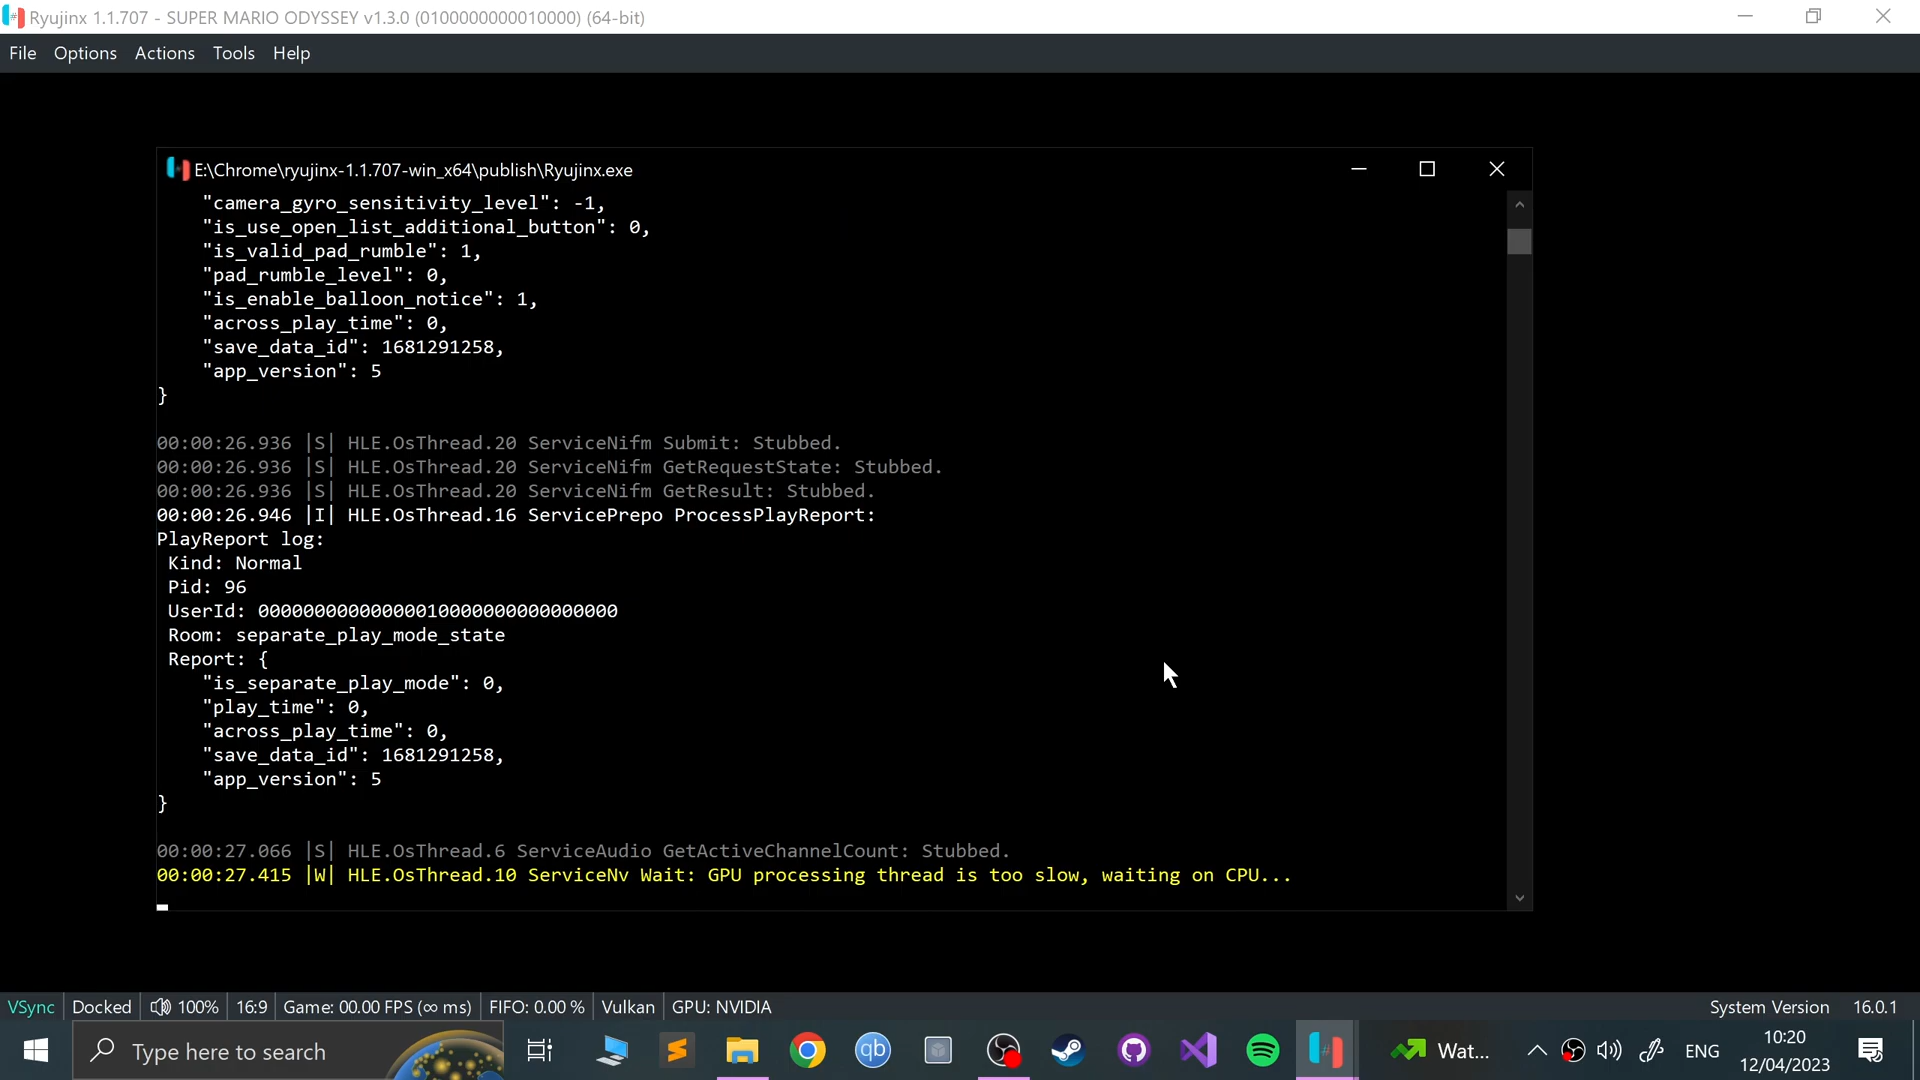 Ryujinx 1.1.707 - SUPER MARIO ODYSSEY v1.3.0 (0100000000010000) (64-bit)
File Options Actions Tools Help
E:\Chrome\ryujinx-1.1.707-win_x64\publish\Ryujinx.exe
"camera_gyro_sensitivity_level": -1,
"is_use_open_list_additional_button": 0,
"is_valid_pad_rumble": 1,
"pad_rumble_level": 0,
"is_enable_balloon_notice": 1,
"across_play_time": 0,
"save_data_id": 1681291258,
"app_version": 5
}
00:00:26.936 |S| HLE.OsThread.20 ServiceNifm Submit: Stubbed.
00:00:26.936 |S| HLE.OsThread.20 ServiceNifm GetRequestState: Stubbed.
00:00:26.936 |S| HLE.OsThread.20 ServiceNifm GetResult: Stubbed.
00:00:26.946 |I| HLE.OsThread.16 ServicePrepo ProcessPlayReport:
PlayReport log:
Kind: Normal
Pid: 96
UserId: 00000000000000010000000000000000
Room: separate_play_mode_state
Report: {
"is_separate_play_mode": 0,
"play_time": 0,
"across_play_time": 0,
"save_data_id": 1681291258,
"app_version": 5
}
00:00:27.066 |S| HLE.OsThread.6 ServiceAudio GetActiveChannelCount: Stubbed.
00:00:27.415 |W| HLE.OsThread.10 ServiceNv Wait: GPU processing thread is too slow, waiting on CPU...
VSync Docked 100% 16:9 Game: 00.00 FPS (∞ ms) FIFO: 0.00 % Vulkan GPU: NVIDIA System Version 16.0.1
Type here to search qb Wat... ENG 10:20
12/04/2023